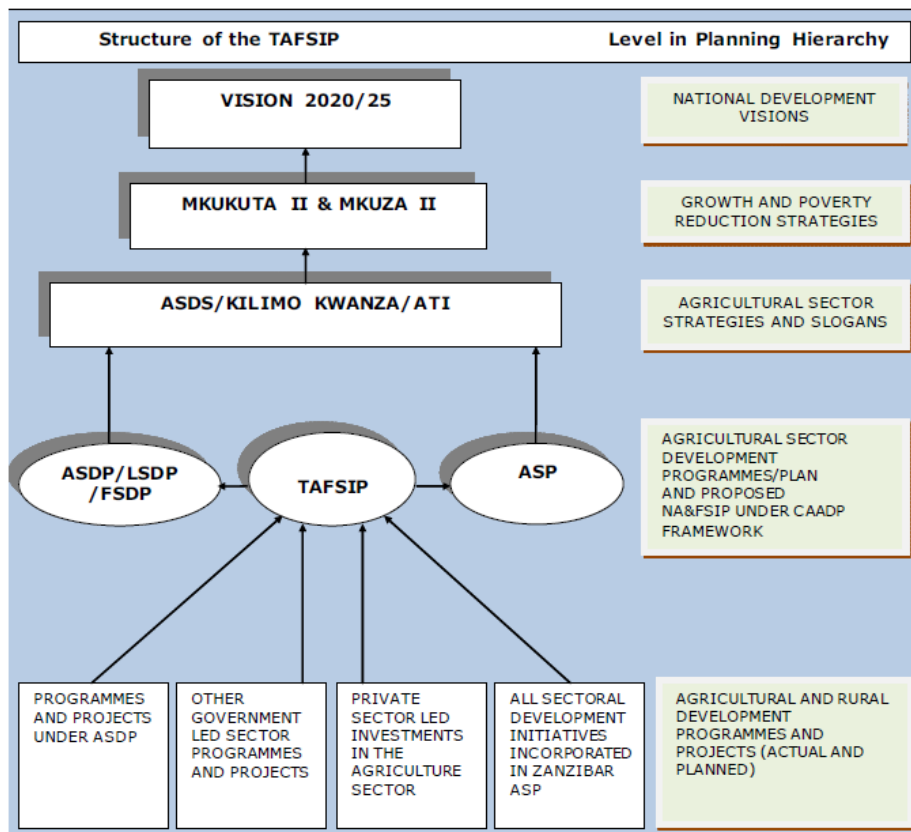 Structure of the TAFSIP
Level in Planning Hierarchy
VISION 2020/25
NATIONAL DEVELOPMENT
VISIONS
MKUKUTA II & MKUZA II
GROWTH AND POVERTY
REDUCTION STRATEGIES
ASDS/KILIMO KWANZA/ATI
AGRICULTURAL SECTOR
STRATEGIES AND SLOGANS
ASDP/LSDP
/FSDP
TAFSIP
ASP
AGRICULTURAL SECTOR
DEVELOPMENT
PROGRAMMES/PLAN
AND PROPOSED
NA&FSIP UNDER CAADP
FRAMEWORK
PROGRAMMES
AND PROJECTS
UNDER ASDP
OTHER
GOVERNMENT
LED SECTOR
PROGRAMMES
AND PROJECTS
PRIVATE
SECTOR LED
INVESTMENTS
IN THE
AGRICULTURE
SECTOR
ALL SECTORAL
DEVELOPMENT
INITIATIVES
INCORPORATED
IN ZANZIBAR
ASP
AGRICULTURAL AND RURAL
DEVELOPMENT
PROGRAMMES AND
PROJECTS (ACTUAL AND
PLANNED)